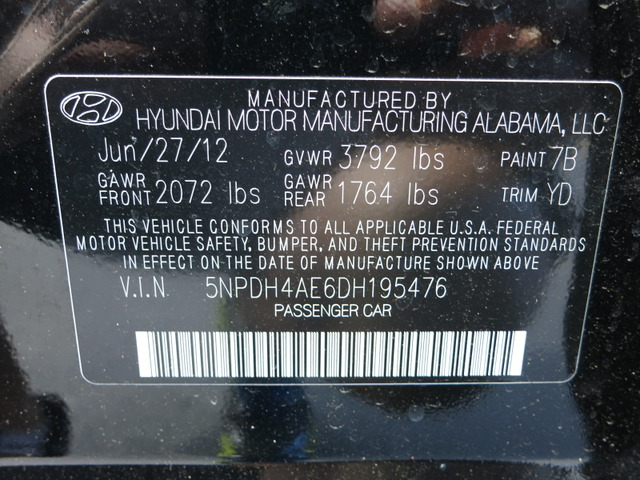 MANUFACTURED BY
HYUNDAI MOTOR MANUFACTURING ALABAMA, LLC
Jun/27/12 GVWR 3792 lbs PAINT 7B
GAWR FRONT 2072 lbs GAWR REAR 1764 lbs TRIM YD
THIS VEHICLE CONFORMS TO ALL APPLICABLE U.S.A. FEDERAL
MOTOR VEHICLE SAFETY, BUMPER, AND THEFT PREVENTION STANDARDS
IN EFFECT ON THE DATE OF MANUFACTURE SHOWN ABOVE
V.I.N 5NPDH4AE6DH195476
PASSENGER CAR